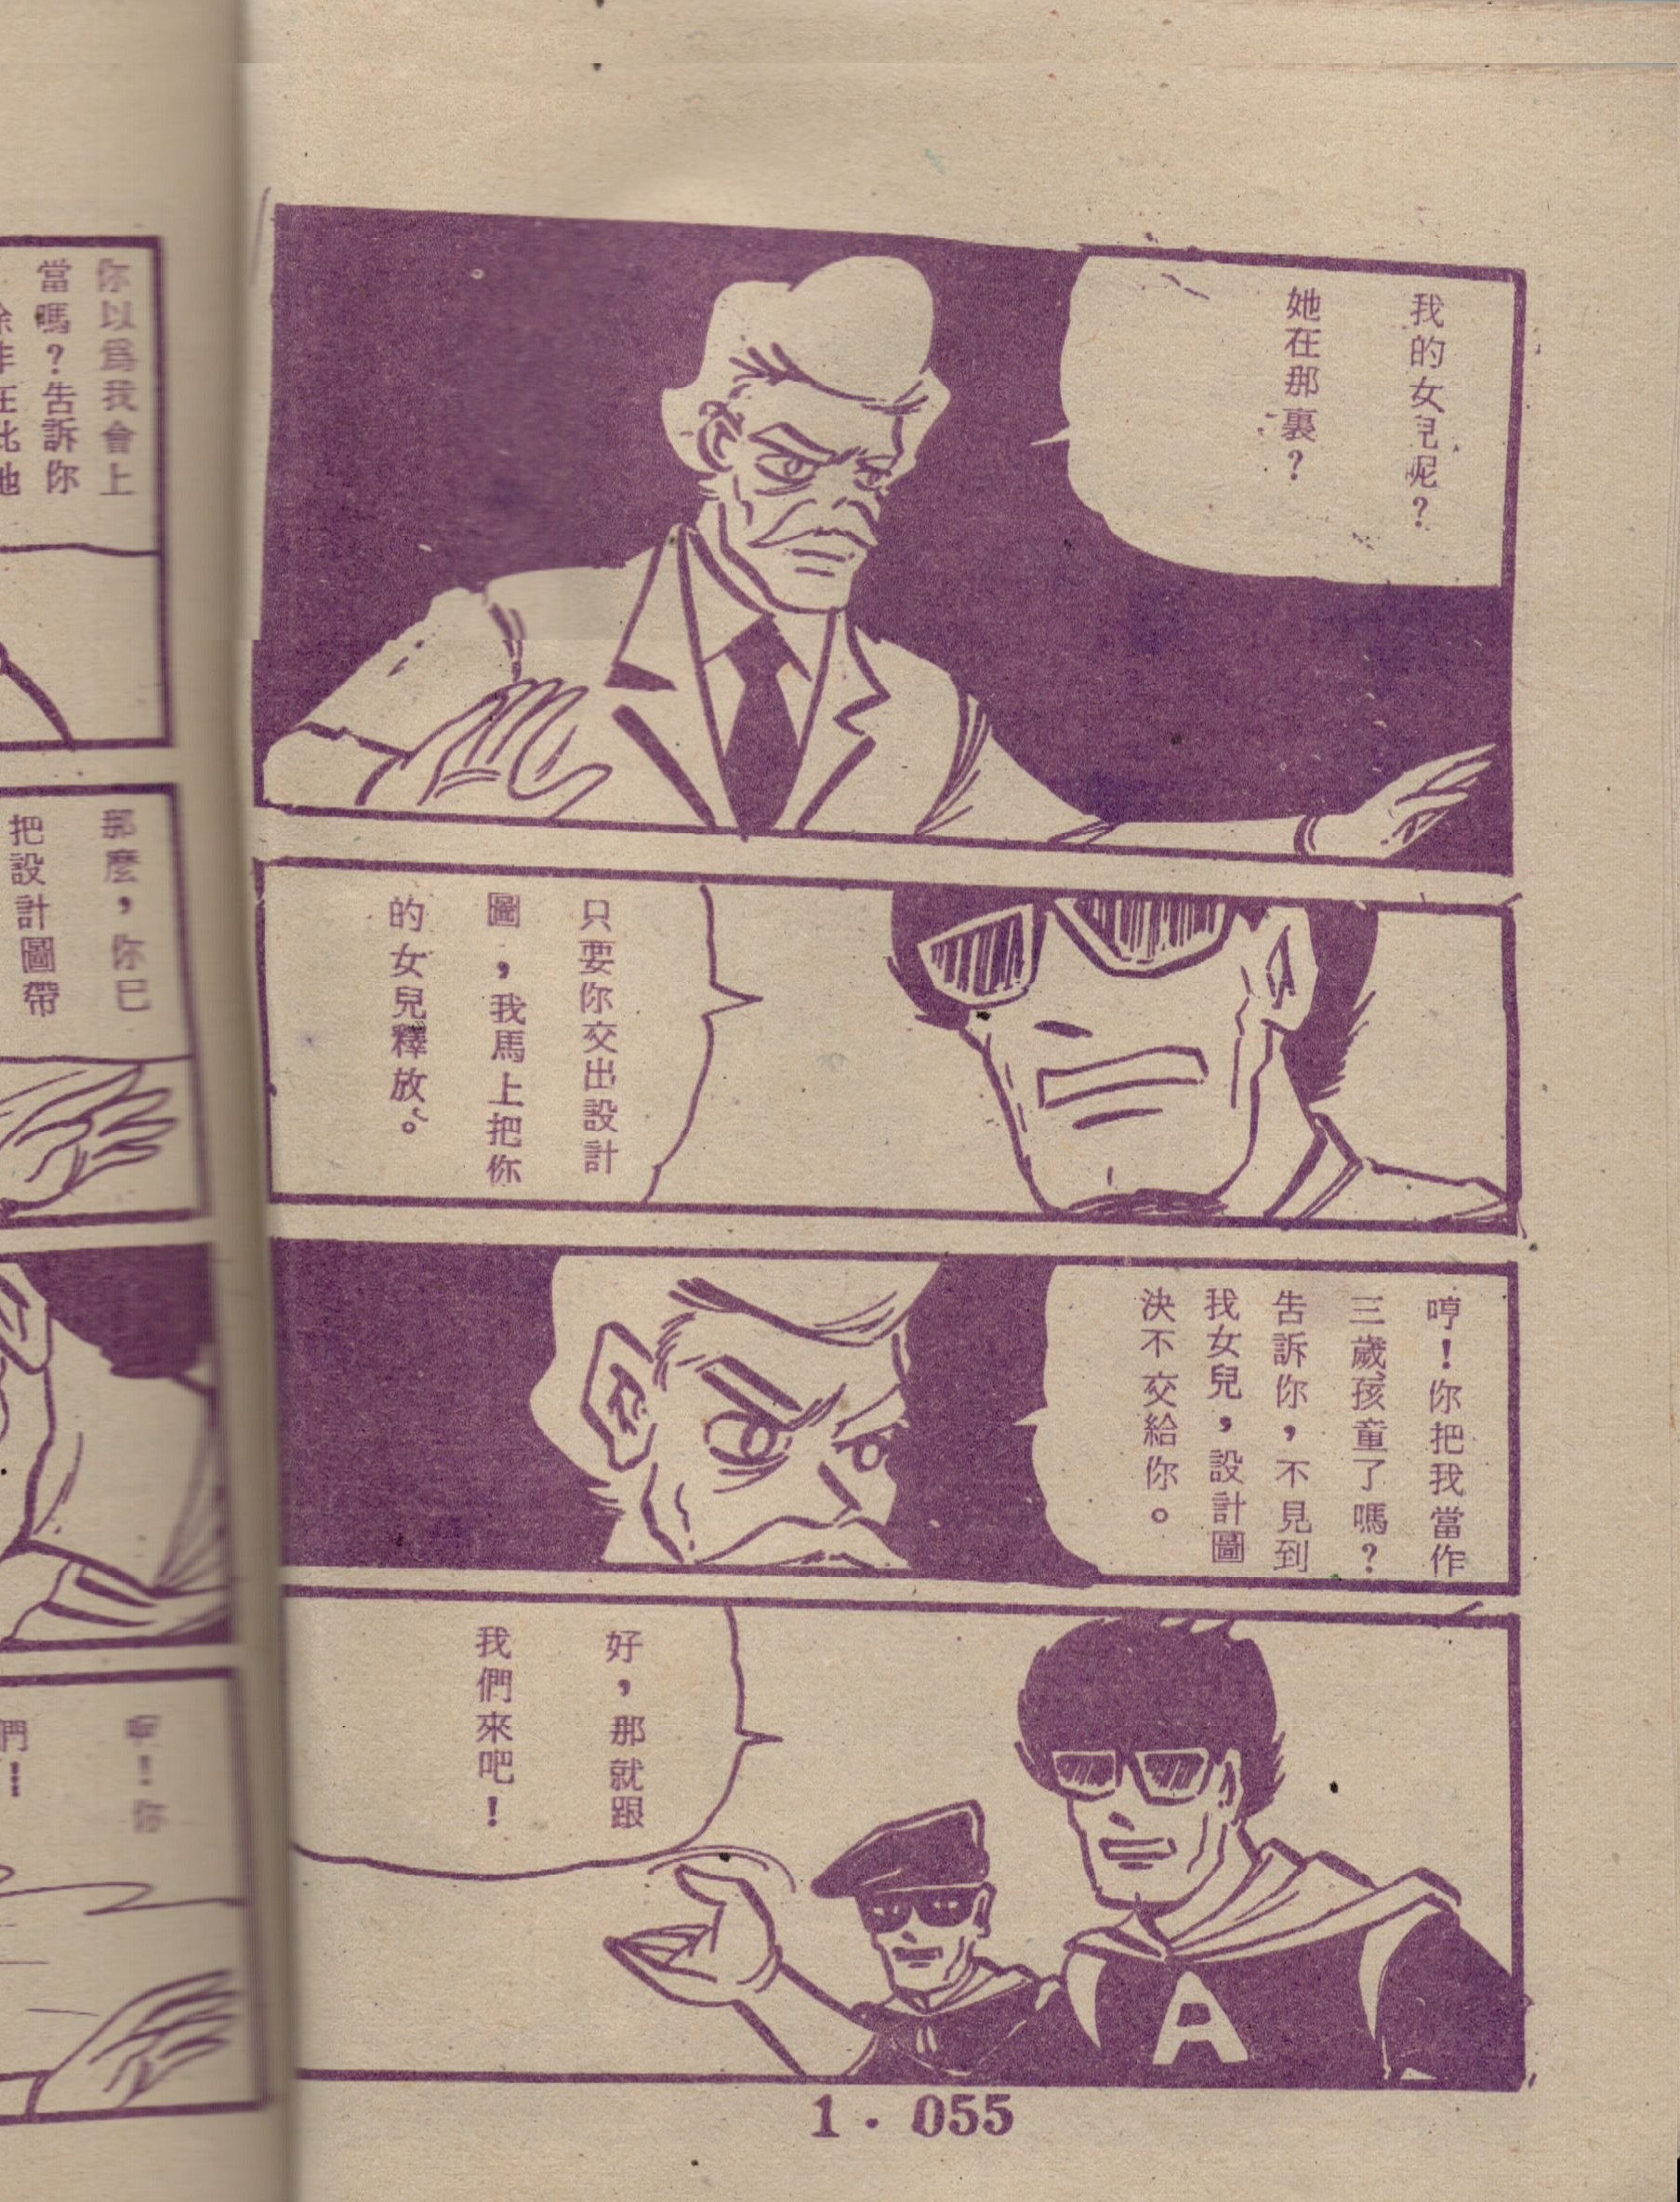 我的女兒呢?
她在那裏?
只要你交出設計
圖,我馬上把你
的女兒釋放。
哼!你把我當作
三歲孩童了嗎?
告訴你,不見到
我女兒,設計圖
決不交給你。
好,那就跟
我們來吧!
A
1・055
你以爲我會上
當嗎?告訴你
那麼,你已
把設計圖帶
啊!你
們!